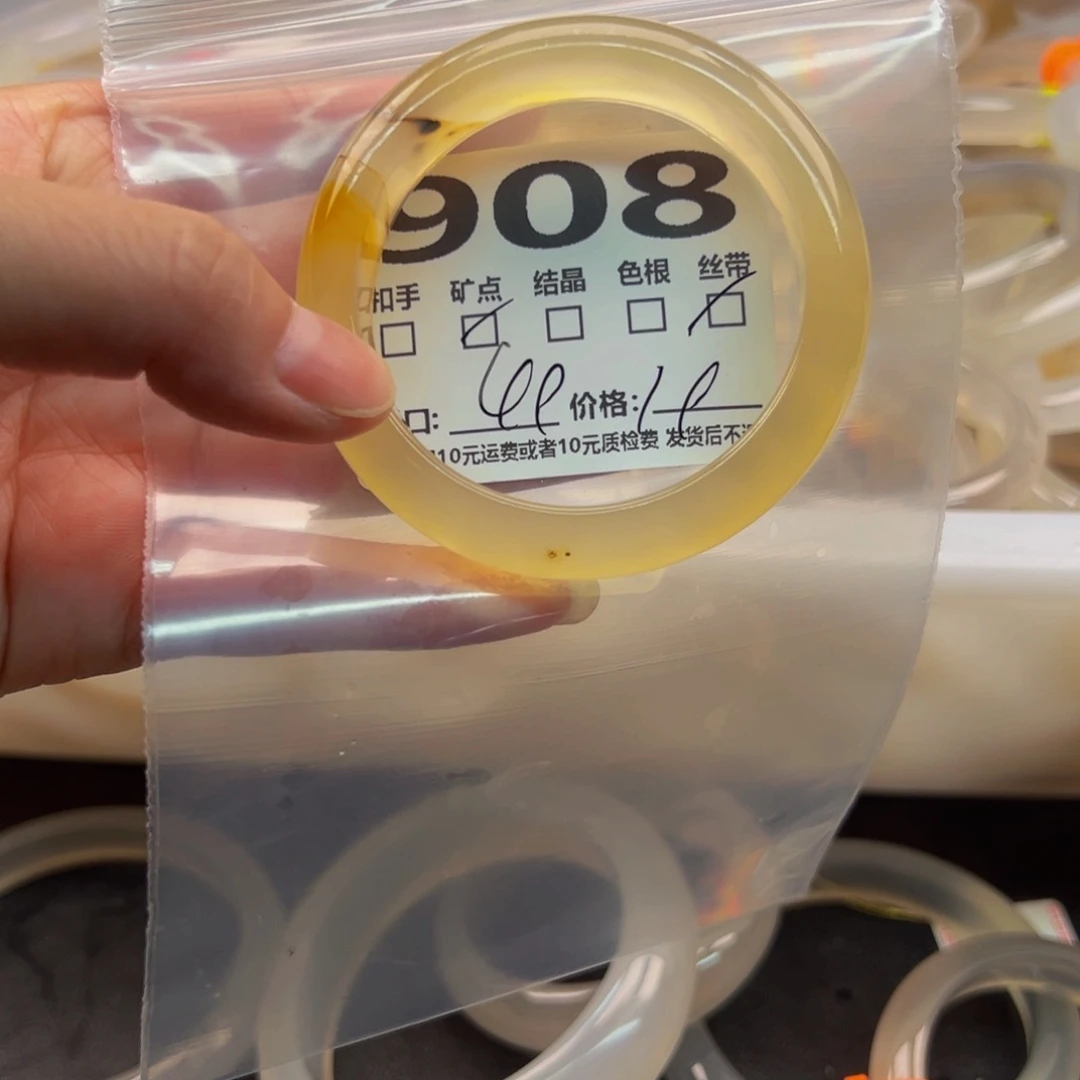 908
扣手 矿点 结晶 色根 丝带
口: 价格:
10元运费或者10元质检费 发货后不